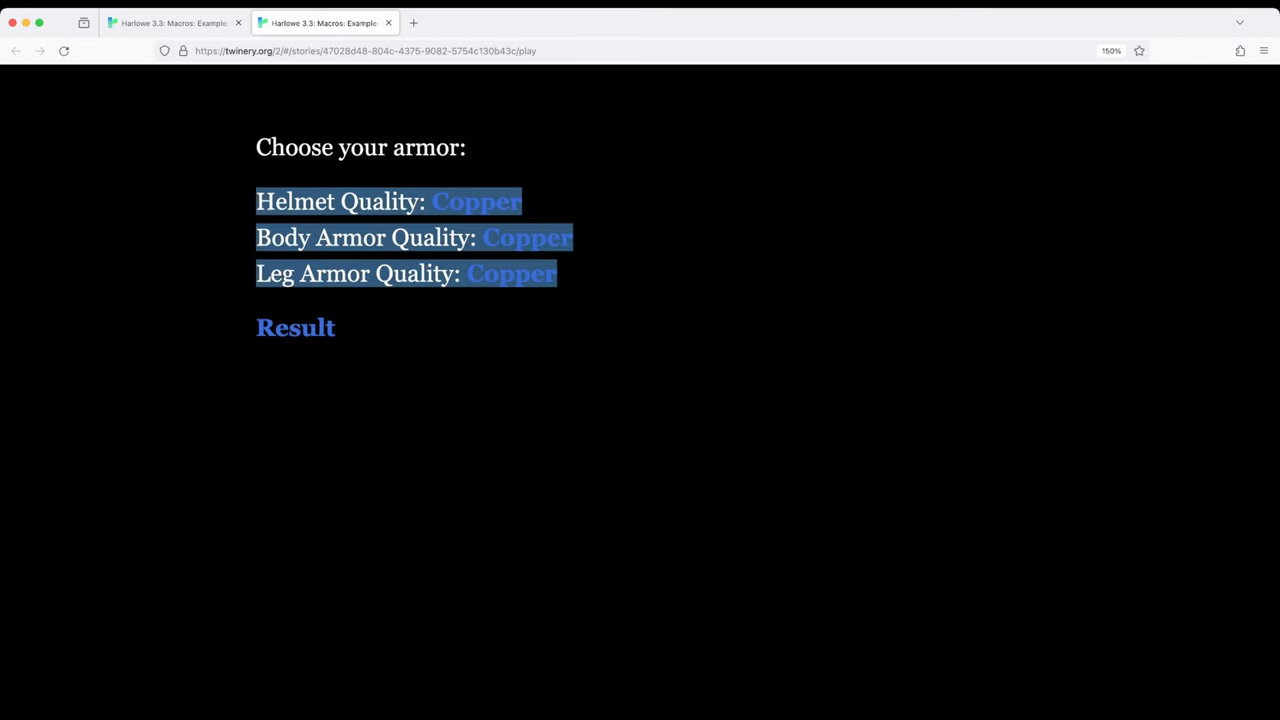 Harlowe 3.3: Macros: Example:
Harlowe 3.3: Macros: Example
https://twinery.org/2/#/stories/47028d48-804c-4375-9082-5754c130b43c/play
150%
Choose your armor:
Helmet Quality: Copper
Body Armor Quality: Copper
Leg Armor Quality: Copper
Result